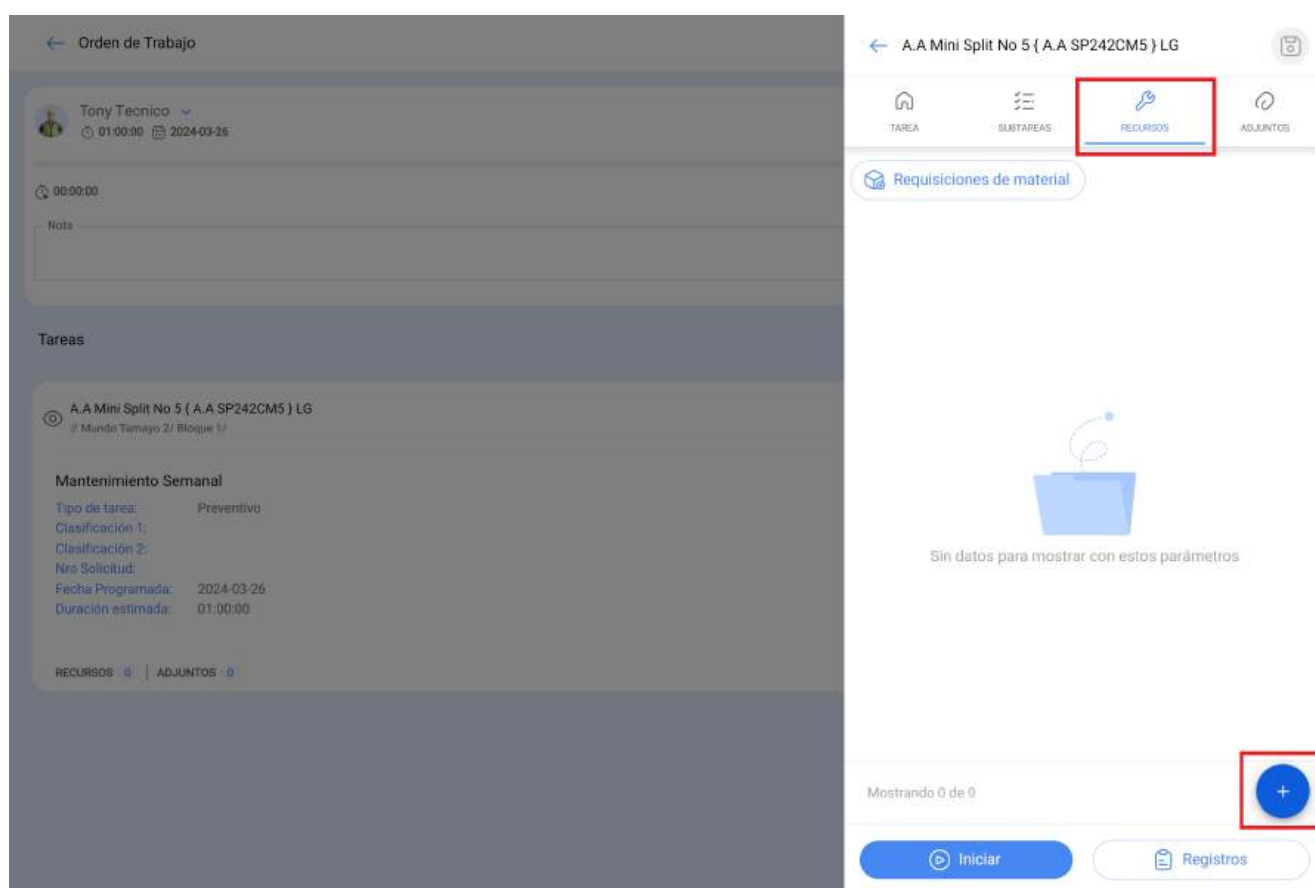 Orden de Trabajo
Tony Tecnico
01:00:00 2024-03-26
00:00:00
Nota
Tareas
A.A Mini Split No 5 { A.A SP242CM5 } LG
// Mundo Tamayo 2/ Bloque 1/
Mantenimiento Semanal
Tipo de tarea: Preventivo
Clasificación 1:
Clasificación 2:
Nro Solicitud:
Fecha Programada: 2024-03-26
Duración estimada: 01:00:00
RECURSOS 0 | ADJUNTOS 0
A.A Mini Split No 5 { A.A SP242CM5 } LG
TAREA SUBTAREAS RECURSOS ADJUNTOS
Requisiciones de material
Sin datos para mostrar con estos parámetros
Mostrando 0 de 0
+
Iniciar Registros